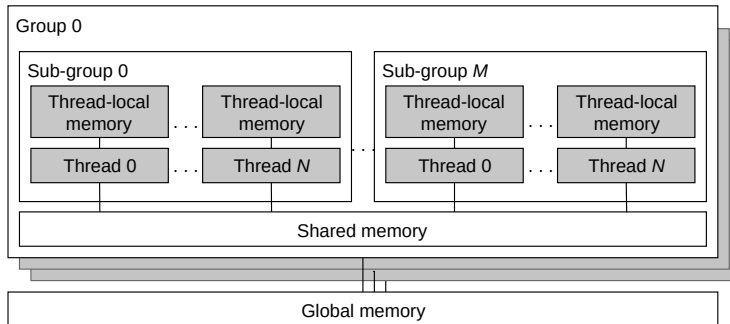 Group 0
Sub-group 0
Sub-group M
Thread-local memory
. . .
Thread-local memory
Thread-local memory
. . .
Thread-local memory
. . .
Thread 0
. . .
Thread N
Thread 0
. . .
Thread N
Shared memory
Global memory